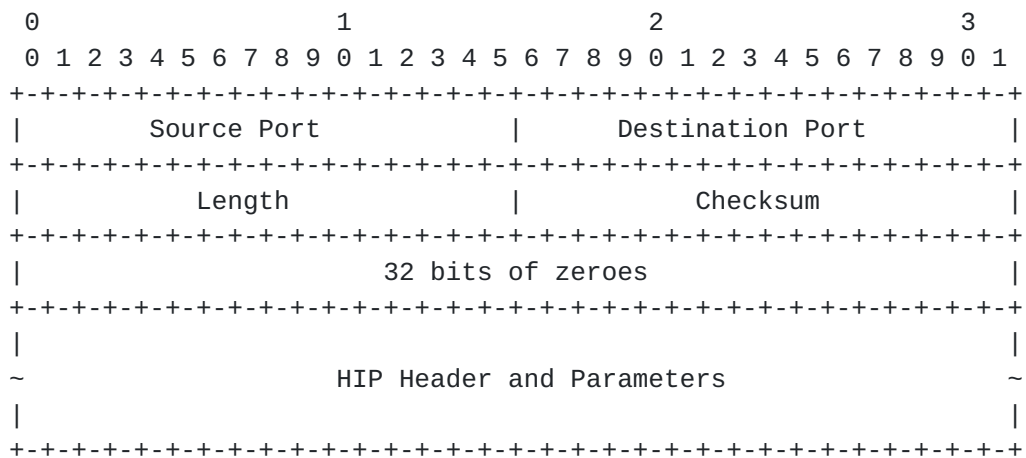 0                   1                   2                   3
 0 1 2 3 4 5 6 7 8 9 0 1 2 3 4 5 6 7 8 9 0 1 2 3 4 5 6 7 8 9 0 1
+-+-+-+-+-+-+-+-+-+-+-+-+-+-+-+-+-+-+-+-+-+-+-+-+-+-+-+-+-+-+-+-+
|        Source Port            |      Destination Port         |
+-+-+-+-+-+-+-+-+-+-+-+-+-+-+-+-+-+-+-+-+-+-+-+-+-+-+-+-+-+-+-+-+
|           Length              |           Checksum            |
+-+-+-+-+-+-+-+-+-+-+-+-+-+-+-+-+-+-+-+-+-+-+-+-+-+-+-+-+-+-+-+-+
|                       32 bits of zeroes                       |
+-+-+-+-+-+-+-+-+-+-+-+-+-+-+-+-+-+-+-+-+-+-+-+-+-+-+-+-+-+-+-+-+
|                                                               |
~                    HIP Header and Parameters                  ~
|                                                               |
+-+-+-+-+-+-+-+-+-+-+-+-+-+-+-+-+-+-+-+-+-+-+-+-+-+-+-+-+-+-+-+-+